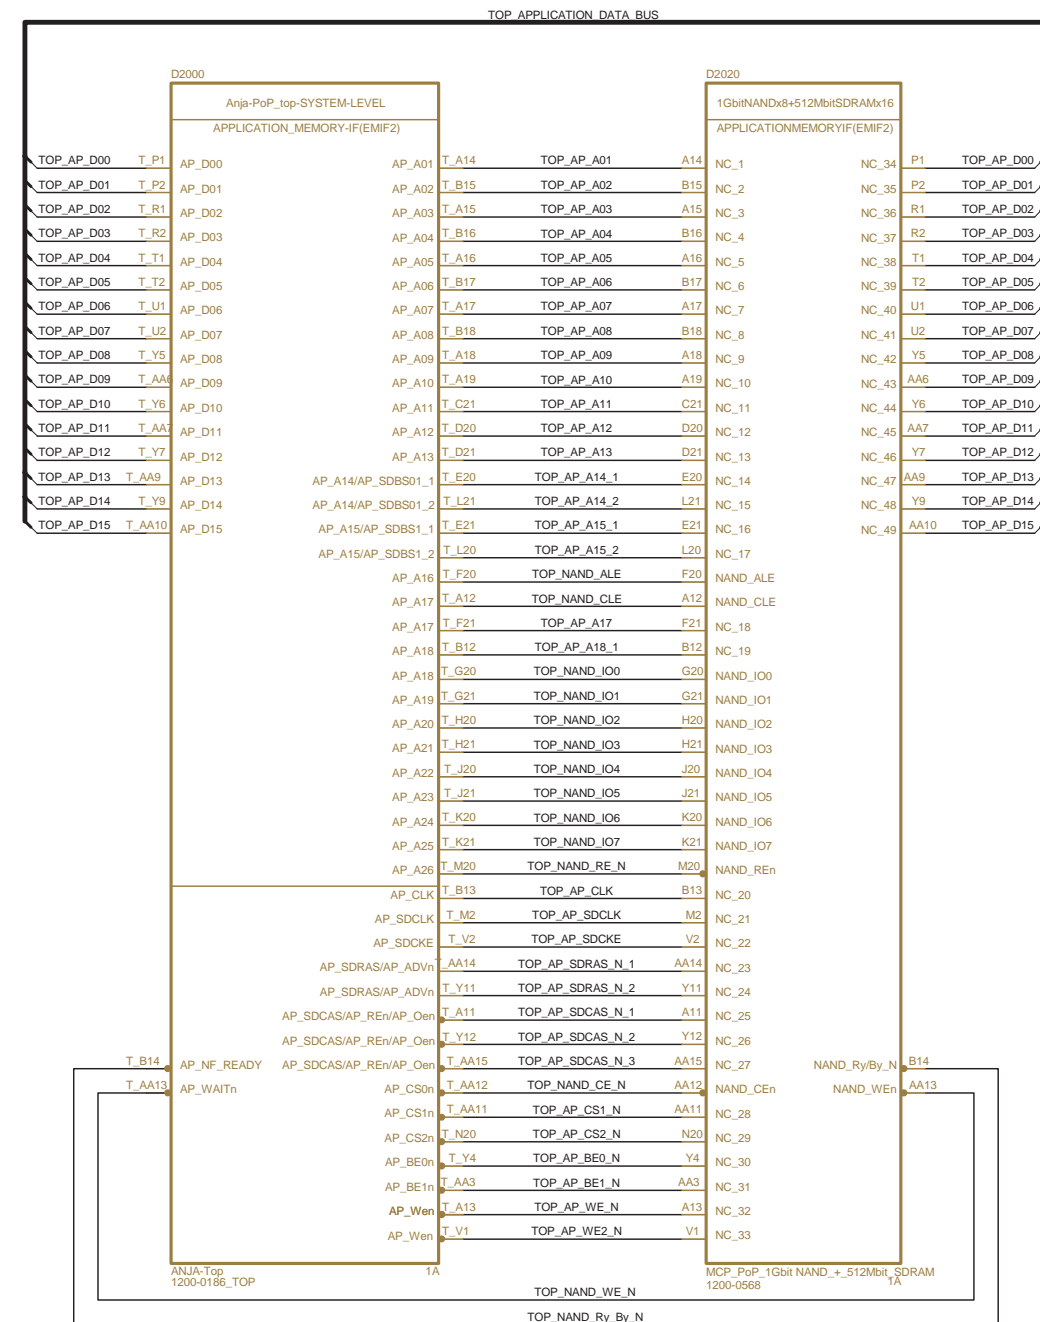 TOP_APPLICATION_DATA_BUS
D2000 D2020
Anja-PoP_top-SYSTEM-LEVEL 1GbitNANDx8+512MbitSDRAMx16
APPLICATION_MEMORY-IF(EMIF2) APPLICATIONMEMORYIF(EMIF2)
TOP_AP_D00 T_P1 AP_D00 AP_A01 T_A14 TOP_AP_A01 A14 NC_1 NC_34 P1 TOP_AP_D00
TOP_AP_D01 T_P2 AP_D01 AP_A02 T_B15 TOP_AP_A02 B15 NC_2 NC_35 P2 TOP_AP_D01
TOP_AP_D02 T_R1 AP_D02 AP_A03 T_A15 TOP_AP_A03 A15 NC_3 NC_36 R1 TOP_AP_D02
TOP_AP_D03 T_R2 AP_D03 AP_A04 T_B16 TOP_AP_A04 B16 NC_4 NC_37 R2 TOP_AP_D03
TOP_AP_D04 T_T1 AP_D04 AP_A05 T_A16 TOP_AP_A05 A16 NC_5 NC_38 T1 TOP_AP_D04
TOP_AP_D05 T_T2 AP_D05 AP_A06 T_B17 TOP_AP_A06 B17 NC_6 NC_39 T2 TOP_AP_D05
TOP_AP_D06 T_U1 AP_D06 AP_A07 T_A17 TOP_AP_A07 A17 NC_7 NC_40 U1 TOP_AP_D06
TOP_AP_D07 T_U2 AP_D07 AP_A08 T_B18 TOP_AP_A08 B18 NC_8 NC_41 U2 TOP_AP_D07
TOP_AP_D08 T_Y5 AP_D08 AP_A09 T_A18 TOP_AP_A09 A18 NC_9 NC_42 Y5 TOP_AP_D08
TOP_AP_D09 T_AA6 AP_D09 AP_A10 T_A19 TOP_AP_A10 A19 NC_10 NC_43 AA6 TOP_AP_D09
TOP_AP_D10 T_Y6 AP_D10 AP_A11 T_C21 TOP_AP_A11 C21 NC_11 NC_44 Y6 TOP_AP_D10
TOP_AP_D11 T_AA7 AP_D11 AP_A12 T_D20 TOP_AP_A12 D20 NC_12 NC_45 AA7 TOP_AP_D11
TOP_AP_D12 T_Y7 AP_D12 AP_A13 T_D21 TOP_AP_A13 D21 NC_13 NC_46 Y7 TOP_AP_D12
TOP_AP_D13 T_AA9 AP_D13 AP_A14/AP_SDBS01_1 T_E20 TOP_AP_A14_1 E20 NC_14 NC_47 AA9 TOP_AP_D13
TOP_AP_D14 T_Y9 AP_D14 AP_A14/AP_SDBS01_2 T_L21 TOP_AP_A14_2 L21 NC_15 NC_48 Y9 TOP_AP_D14
TOP_AP_D15 T_AA10 AP_D15 AP_A15/AP_SDBS1_1 T_E21 TOP_AP_A15_1 E21 NC_16 NC_49 AA10 TOP_AP_D15
AP_A15/AP_SDBS1_2 T_L20 TOP_AP_A15_2 L20 NC_17
AP_A16 T_F20 TOP_NAND_ALE F20 NAND_ALE
AP_A17 T_A12 TOP_NAND_CLE A12 NAND_CLE
AP_A17 T_F21 TOP_AP_A17 F21 NC_18
AP_A18 T_B12 TOP_AP_A18_1 B12 NC_19
AP_A18 T_G20 TOP_NAND_IO0 G20 NAND_IO0
AP_A19 T_G21 TOP_NAND_IO1 G21 NAND_IO1
AP_A20 T_H20 TOP_NAND_IO2 H20 NAND_IO2
AP_A21 T_H21 TOP_NAND_IO3 H21 NAND_IO3
AP_A22 T_J20 TOP_NAND_IO4 J20 NAND_IO4
AP_A23 T_J21 TOP_NAND_IO5 J21 NAND_IO5
AP_A24 T_K20 TOP_NAND_IO6 K20 NAND_IO6
AP_A25 T_K21 TOP_NAND_IO7 K21 NAND_IO7
AP_A26 T_M20 TOP_NAND_RE_N M20 NAND_REn
AP_CLK T_B13 TOP_AP_CLK B13 NC_20
AP_SDCLK T_M2 TOP_AP_SDCLK M2 NC_21
AP_SDCKE T_V2 TOP_AP_SDCKE V2 NC_22
AP_SDRAS/AP_ADVn T_AA14 TOP_AP_SDRAS_N_1 AA14 NC_23
AP_SDRAS/AP_ADVn T_Y11 TOP_AP_SDRAS_N_2 Y11 NC_24
AP_SDCAS/AP_REn/AP_Oen T_A11 TOP_AP_SDCAS_N_1 A11 NC_25
AP_SDCAS/AP_REn/AP_Oen T_Y12 TOP_AP_SDCAS_N_2 Y12 NC_26
T_B14 AP_NF_READY AP_SDCAS/AP_REn/AP_Oen T_AA15 TOP_AP_SDCAS_N_3 AA15 NC_27 NAND_Ry/By_N B14
T_AA13 AP_WAITn AP_CS0n T_AA12 TOP_NAND_CE_N AA12 NAND_CEn NAND_WEn AA13
AP_CS1n T_AA11 TOP_AP_CS1_N AA11 NC_28
AP_CS2n T_N20 TOP_AP_CS2_N N20 NC_29
AP_BE0n T_Y4 TOP_AP_BE0_N Y4 NC_30
AP_BE1n T_AA3 TOP_AP_BE1_N AA3 NC_31
AP_Wen T_A13 TOP_AP_WE_N A13 NC_32
AP_Wen T_V1 TOP_AP_WE2_N V1 NC_33
ANJA-Top 1A MCP_PoP_1Gbit NAND_+_512Mbit_SDRAM
1200-0186_TOP 1200-0568 1A
TOP_NAND_WE_N
TOP_NAND_Ry_By_N